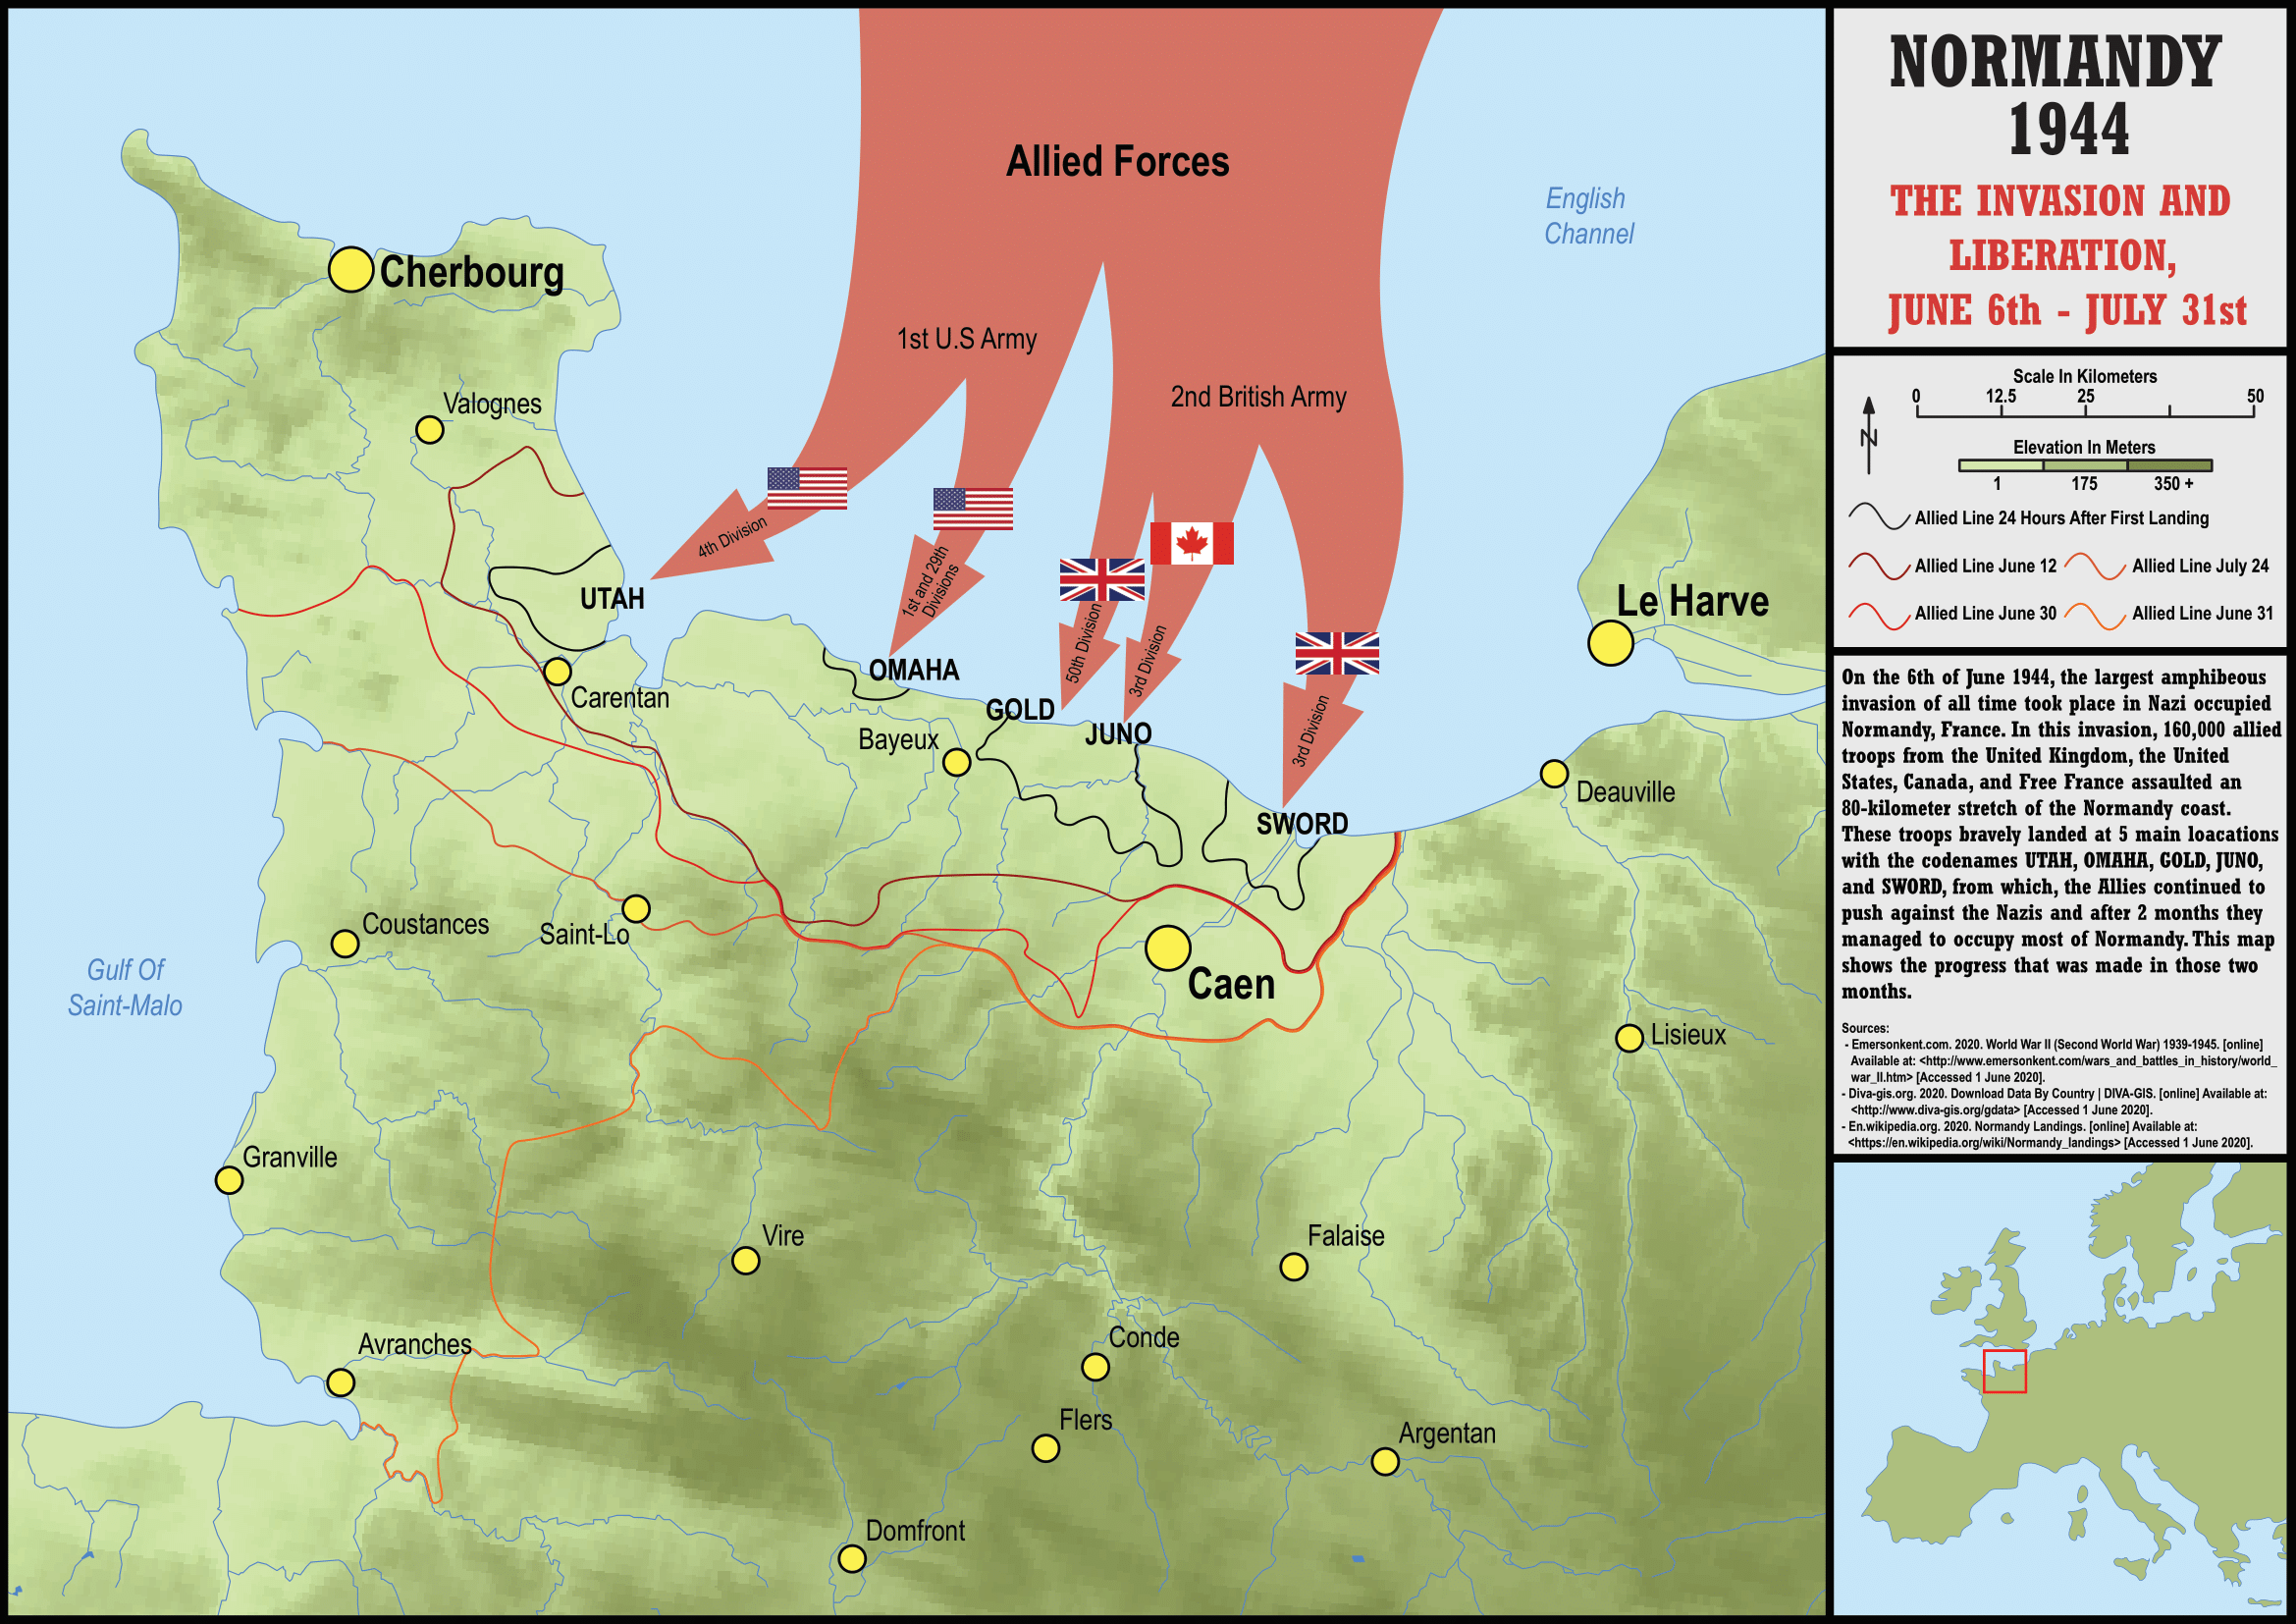 NORMANDY
1944
THE INVASION AND
LIBERATION,
JUNE 6th - JULY 31st
Scale In Kilometers
0 12.5 25 50
N
Elevation In Meters
1 175 350 +
Allied Line 24 Hours After First Landing
Allied Line June 12 Allied Line July 24
Allied Line June 30 Allied Line June 31
On the 6th of June 1944, the largest amphibeous
invasion of all time took place in Nazi occupied
Normandy, France. In this invasion, 160,000 allied
troops from the United Kingdom, the United
States, Canada, and Free France assaulted an
80-kilometer stretch of the Normandy coast.
These troops bravely landed at 5 main loacations
with the codenames UTAH, OMAHA, GOLD, JUNO,
and SWORD, from which, the Allies continued to
push against the Nazis and after 2 months they
managed to occupy most of Normandy. This map
shows the progress that was made in those two
months.
Sources:
- Emersonkent.com. 2020. World War II (Second World War) 1939-1945. [online]
Available at: <http://www.emersonkent.com/wars_and_battles_in_history/world_
war_II.htm> [Accessed 1 June 2020].
- Diva-gis.org. 2020. Download Data By Country | DIVA-GIS. [online] Available at:
<http://www.diva-gis.org/gdata> [Accessed 1 June 2020].
- En.wikipedia.org. 2020. Normandy Landings. [online] Available at:
<https://en.wikipedia.org/wiki/Normandy_landings> [Accessed 1 June 2020].
Allied Forces
English
Channel
1st U.S Army
2nd British Army
Cherbourg
Valognes
4th Division
1st and 29th
Divisions
50th Division
3rd Division
3rd Division
UTAH
OMAHA
GOLD
JUNO
SWORD
Le Harve
Carentan
Bayeux
Deauville
Coustances
Saint-Lo
Caen
Gulf Of
Saint-Malo
Lisieux
Granville
Vire
Falaise
Avranches
Conde
Flers
Argentan
Domfront